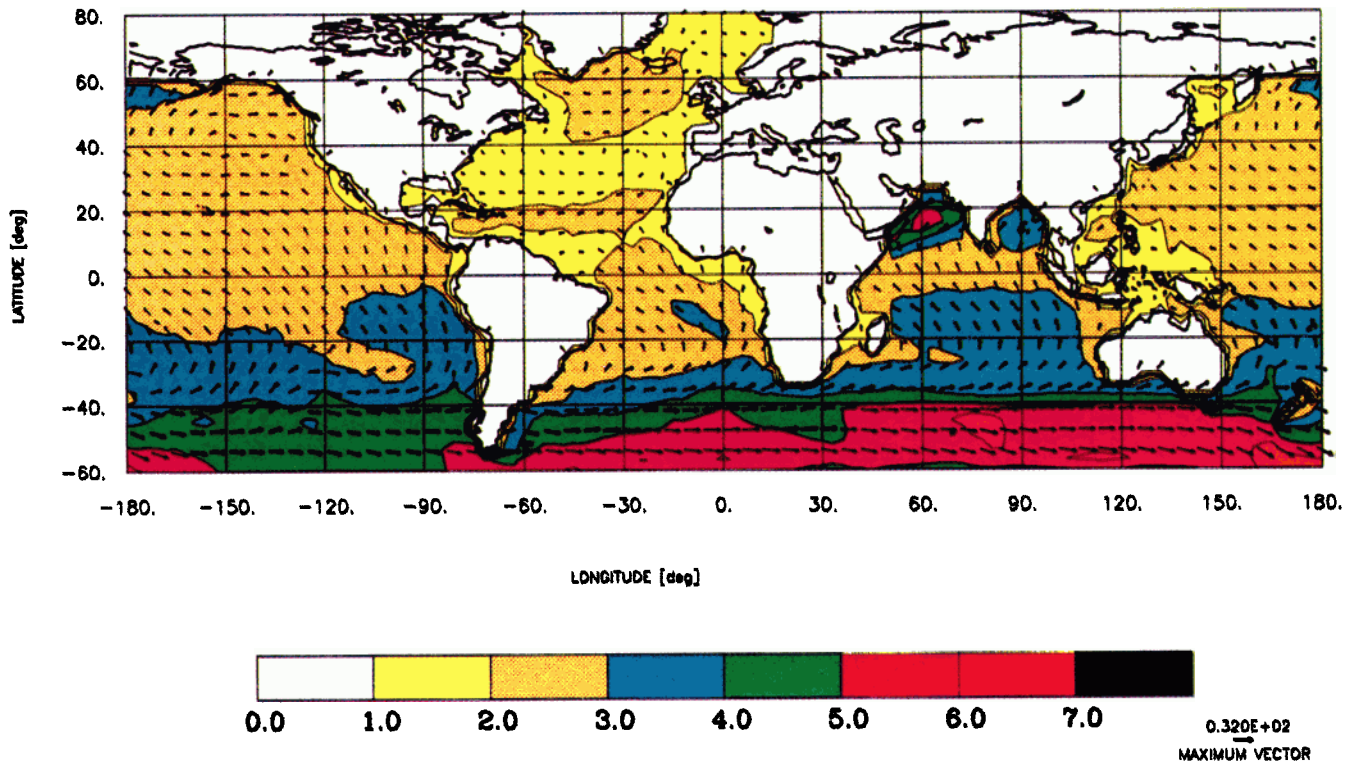 80.
60.
40.
20.
0.
-20.
-40.
-60.
LATITUDE [deg]
-180. -150. -120. -90. -60. -30. 0. 30. 60. 90. 120. 150. 180.
LONGITUDE [deg]
0.0 1.0 2.0 3.0 4.0 5.0 6.0 7.0
0.320E+02
MAXIMUM VECTOR